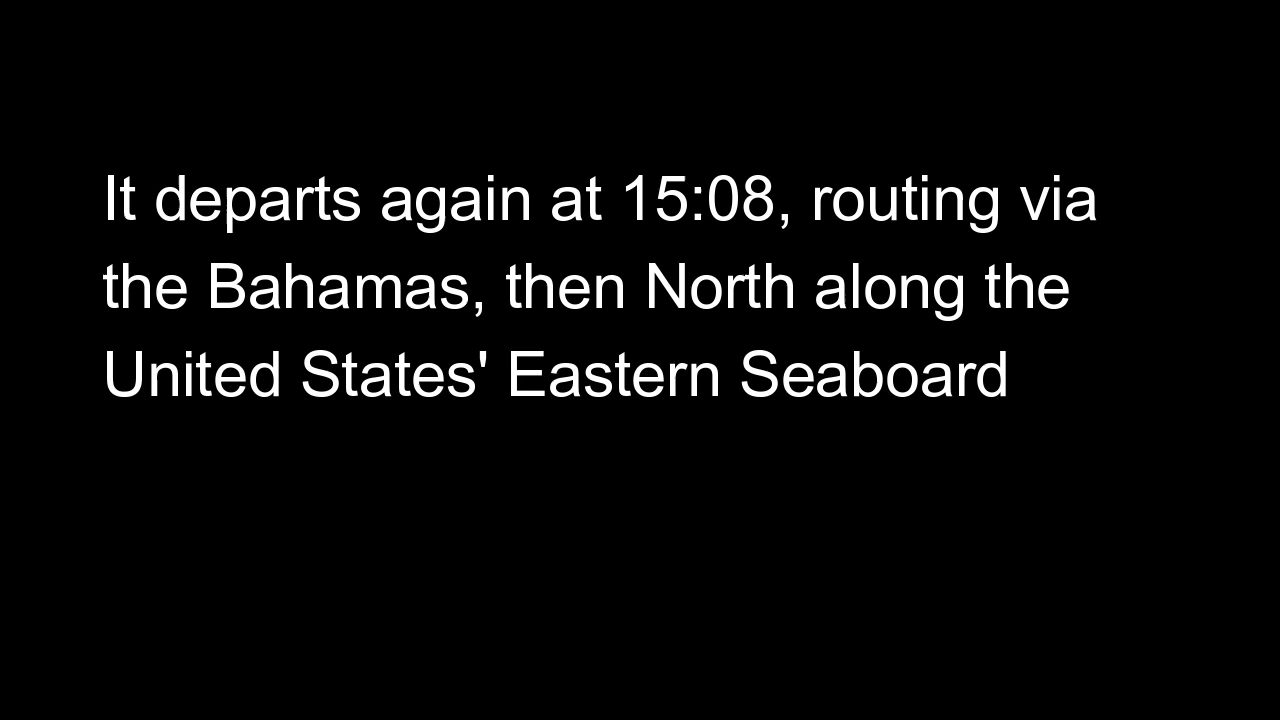 It departs again at 15:08, routing via
the Bahamas, then North along the
United States' Eastern Seaboard